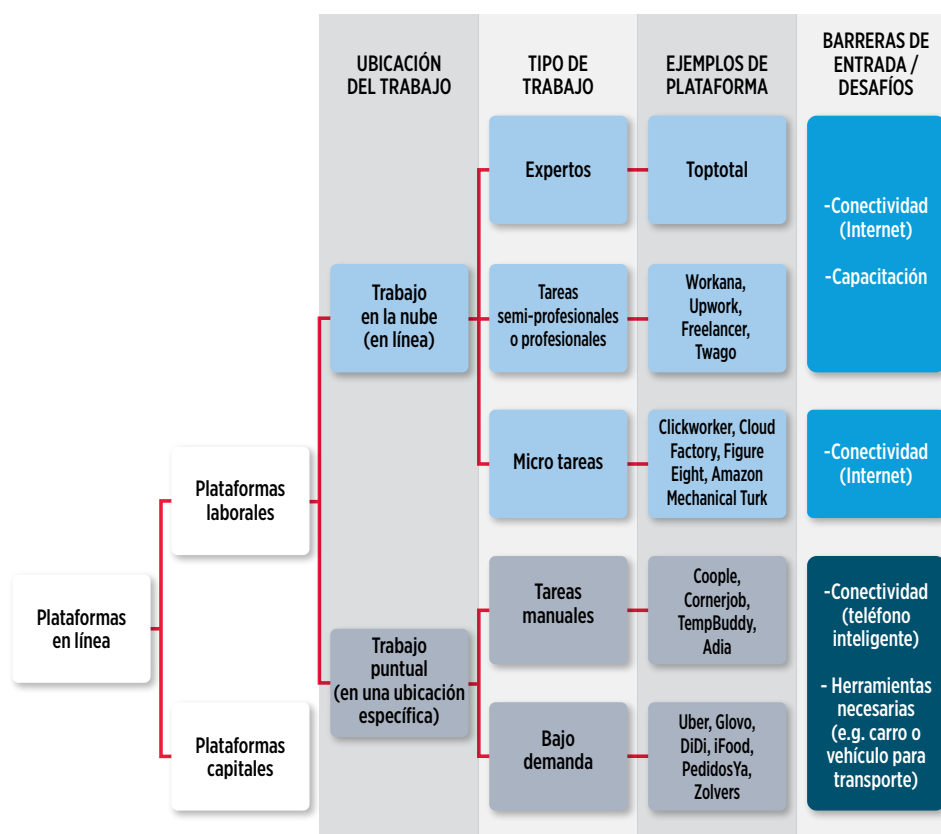 UBICACIÓN
DEL TRABAJO
TIPO DE
TRABAJO
EJEMPLOS DE
PLATAFORMA
BARRERAS DE
ENTRADA /
DESAFÍOS
Plataformas
en línea
Plataformas
laborales
Plataformas
capitales
Trabajo
en la nube
(en línea)
Expertos
Toptotal
-Conectividad
(Internet)
-Capacitación
Tareas
semi-profesionales
o profesionales
Workana,
Upwork,
Freelancer,
Twago
Micro tareas
Clickworker, Cloud
Factory, Figure
Eight, Amazon
Mechanical Turk
-Conectividad
(Internet)
Trabajo
puntual
(en una ubicación
específica)
Tareas
manuales
Coople,
Cornerjob,
TempBuddy,
Adia
-Conectividad
(teléfono
inteligente)
- Herramientas
necesarias
(e.g. carro o
vehículo para
transporte)
Bajo
demanda
Uber, Glovo,
DiDi, iFood,
PedidosYa,
Zolvers